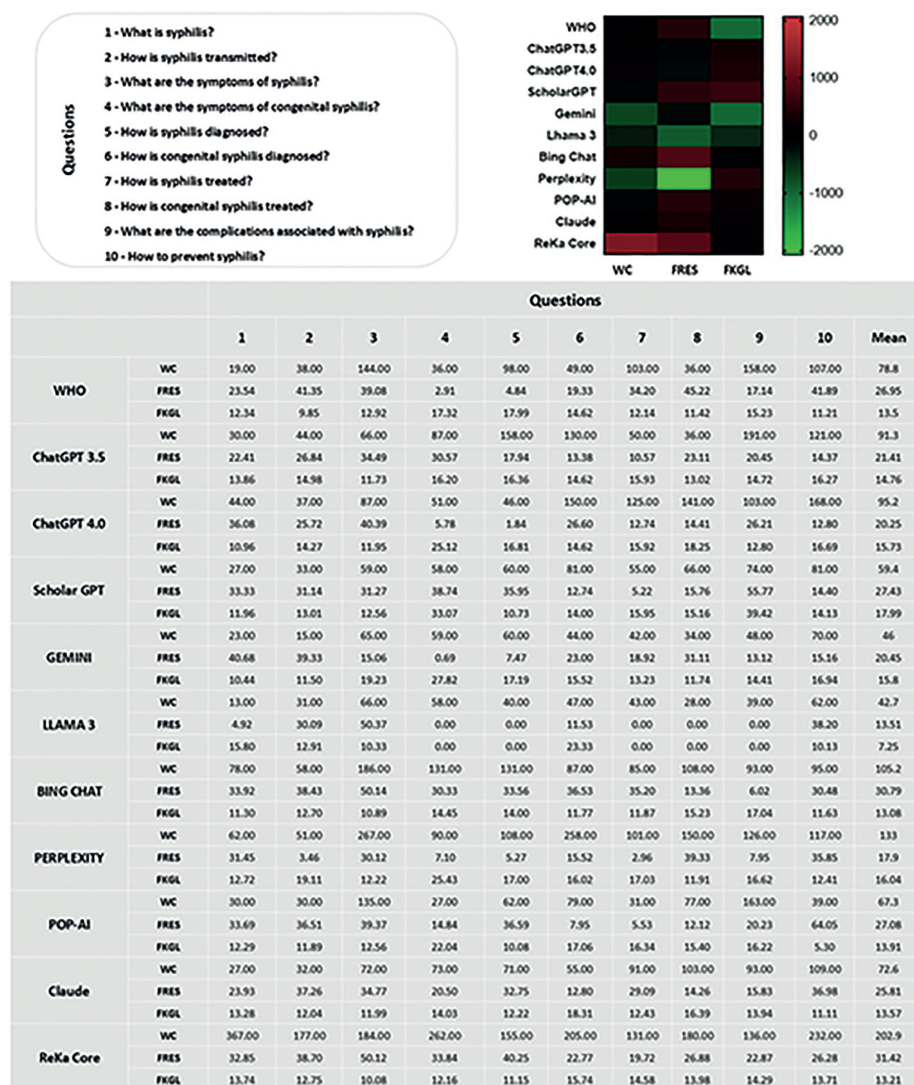 Questions
1 - What is syphilis?
2 - How is syphilis transmitted?
3 - What are the symptoms of syphilis?
4 - What are the symptoms of congenital syphilis?
5 - How is syphilis diagnosed?
6 - How is congenital syphilis diagnosed?
7 - How is syphilis treated?
8 - How is congenital syphilis treated?
9 - What are the complications associated with syphilis?
10 - How to prevent syphilis?
WHO
ChatGPT3.5
ChatGPT4.0
ScholarGPT
Gemini
Lhama 3
Bing Chat
Perplexity
POP-AI
Claude
ReKa Core
WC FRES FKGL
2000
1000
0
-1000
-2000
Questions
1 2 3 4 5 6 7 8 9 10 Mean
WHO
WC 19.00 38.00 144.00 36.00 98.00 49.00 103.00 36.00 158.00 107.00 78.8
FRES 23.54 41.35 39.08 2.91 4.84 19.33 34.20 45.22 17.14 41.89 26.95
FKGL 12.34 9.85 12.92 17.32 17.99 14.62 12.14 11.42 15.23 11.21 13.5
ChatGPT 3.5
WC 30.00 44.00 66.00 87.00 158.00 130.00 50.00 36.00 191.00 121.00 91.3
FRES 22.41 26.84 34.49 30.57 17.94 13.38 10.57 23.11 20.45 14.37 21.41
FKGL 13.86 14.98 11.73 16.20 16.36 14.62 15.93 13.02 14.72 16.27 14.76
ChatGPT 4.0
WC 44.00 37.00 87.00 51.00 46.00 150.00 125.00 141.00 103.00 168.00 95.2
FRES 36.08 25.72 40.39 5.78 1.84 26.60 12.74 14.41 26.21 12.80 20.25
FKGL 10.96 14.27 11.95 25.12 16.81 14.62 15.92 18.25 12.80 16.69 15.73
Scholar GPT
WC 27.00 33.00 59.00 58.00 60.00 81.00 55.00 66.00 74.00 81.00 59.4
FRES 33.33 31.14 31.27 38.74 35.95 12.74 5.22 15.76 55.77 14.40 27.43
FKGL 11.96 13.01 12.56 33.07 10.73 14.00 15.95 15.16 39.42 14.13 17.99
GEMINI
WC 23.00 15.00 65.00 59.00 60.00 44.00 42.00 34.00 48.00 70.00 46
FRES 40.68 39.33 15.06 0.69 7.47 23.00 18.92 31.11 13.12 15.16 20.45
FKGL 10.44 11.50 19.23 27.82 17.19 15.52 13.23 11.74 14.41 16.94 15.8
LLAMA 3
WC 13.00 31.00 66.00 58.00 40.00 47.00 43.00 28.00 39.00 62.00 42.7
FRES 4.92 30.09 50.37 0.00 0.00 11.53 0.00 0.00 0.00 38.20 13.51
FKGL 15.80 12.91 10.33 0.00 0.00 23.33 0.00 0.00 0.00 10.13 7.25
BING CHAT
WC 78.00 58.00 186.00 131.00 131.00 87.00 85.00 108.00 93.00 95.00 105.2
FRES 33.92 38.43 50.14 30.33 33.56 36.53 35.20 13.36 6.02 30.48 30.79
FKGL 11.30 12.70 10.89 14.45 14.00 11.77 11.87 15.23 17.04 11.63 13.08
PERPLEXITY
WC 62.00 51.00 267.00 90.00 108.00 258.00 101.00 150.00 126.00 117.00 133
FRES 31.45 3.46 30.12 7.10 5.27 15.52 2.96 39.33 7.95 35.85 17.9
FKGL 12.72 19.11 12.22 25.43 17.00 16.02 17.03 11.91 16.62 12.41 16.04
POP-AI
WC 30.00 30.00 135.00 27.00 62.00 79.00 31.00 77.00 163.00 39.00 67.3
FRES 33.69 36.51 39.37 14.84 36.59 7.95 5.53 12.12 20.23 64.05 27.08
FKGL 12.29 11.89 12.56 22.04 10.08 17.06 16.34 15.40 16.22 5.30 13.91
Claude
WC 27.00 32.00 72.00 73.00 71.00 55.00 91.00 103.00 93.00 109.00 72.6
FRES 23.93 37.26 34.77 20.50 32.75 12.80 29.09 14.26 15.83 36.98 25.81
FKGL 13.28 12.04 11.99 14.03 12.22 18.31 12.43 16.39 13.94 11.11 13.57
ReKa Core
WC 367.00 177.00 184.00 262.00 155.00 205.00 131.00 180.00 136.00 232.00 202.9
FRES 32.85 38.70 50.12 33.84 40.25 22.77 19.72 26.88 22.87 26.28 31.42
FKGL 13.74 12.75 10.08 12.16 11.15 15.74 14.58 13.98 14.29 13.71 13.21